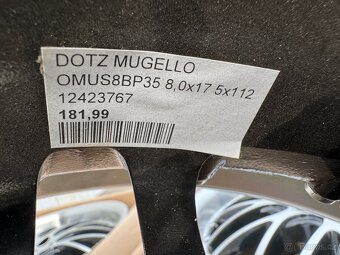 DOTZ MUGELLO
OMUS8BP35 8,0x17 5x112
12423767
181,99